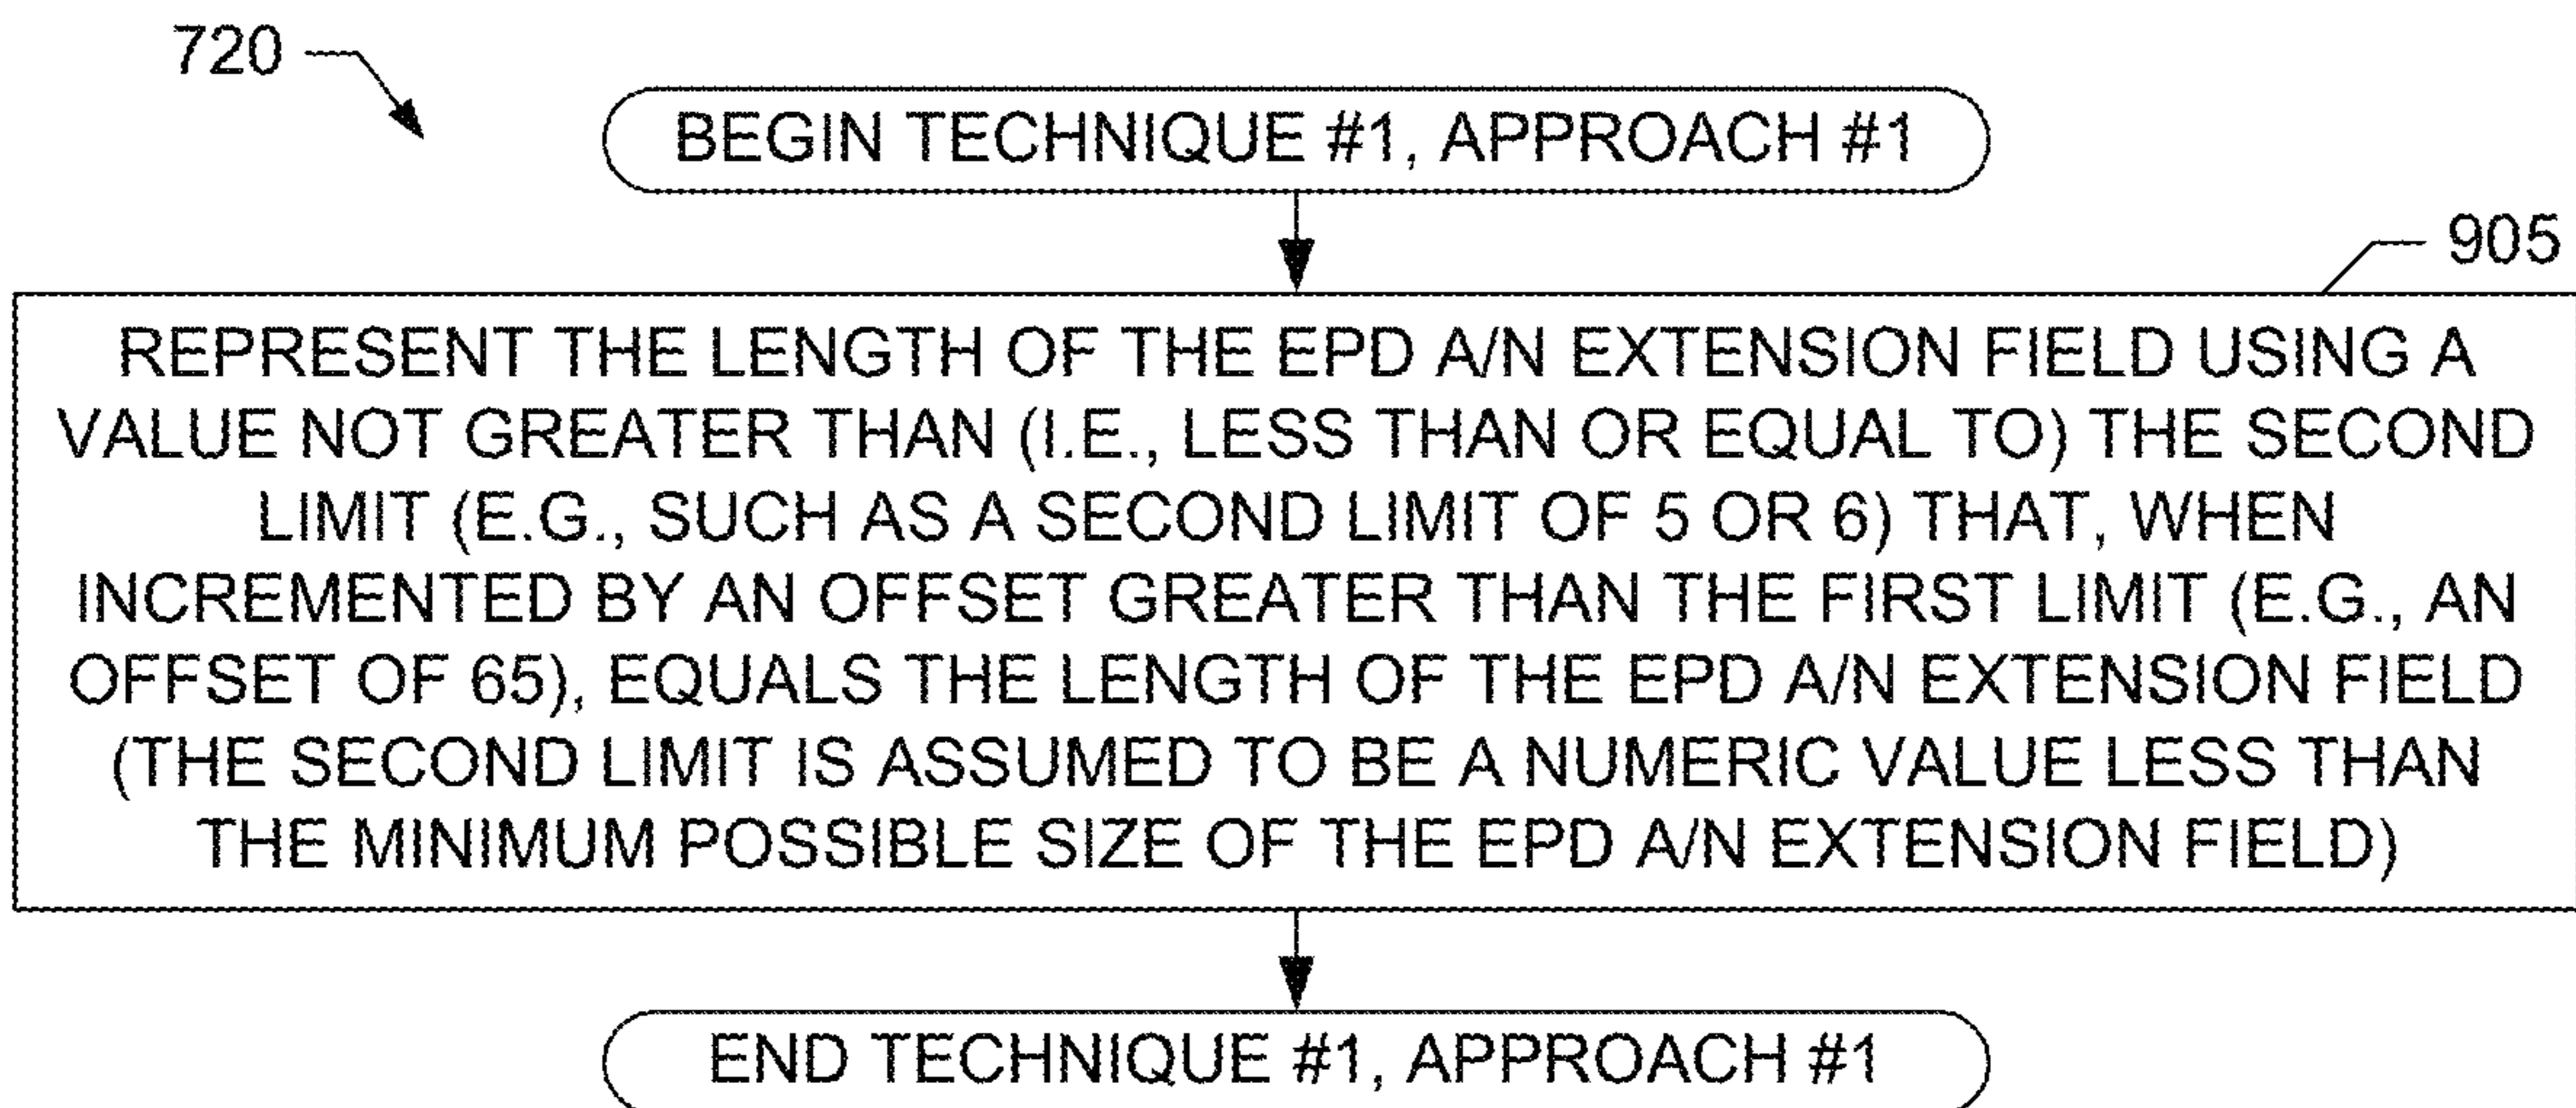 720
BEGIN TECHNIQUE #1, APPROACH #1
905
REPRESENT THE LENGTH OF THE EPD A/N EXTENSION FIELD USING A
VALUE NOT GREATER THAN (I.E., LESS THAN OR EQUAL TO) THE SECOND
LIMIT (E.G., SUCH AS A SECOND LIMIT OF 5 OR 6) THAT, WHEN
INCREMENTED BY AN OFFSET GREATER THAN THE FIRST LIMIT (E.G., AN
OFFSET OF 65), EQUALS THE LENGTH OF THE EPD A/N EXTENSION FIELD
(THE SECOND LIMIT IS ASSUMED TO BE A NUMERIC VALUE LESS THAN
THE MINIMUM POSSIBLE SIZE OF THE EPD A/N EXTENSION FIELD)
END TECHNIQUE #1, APPROACH #1